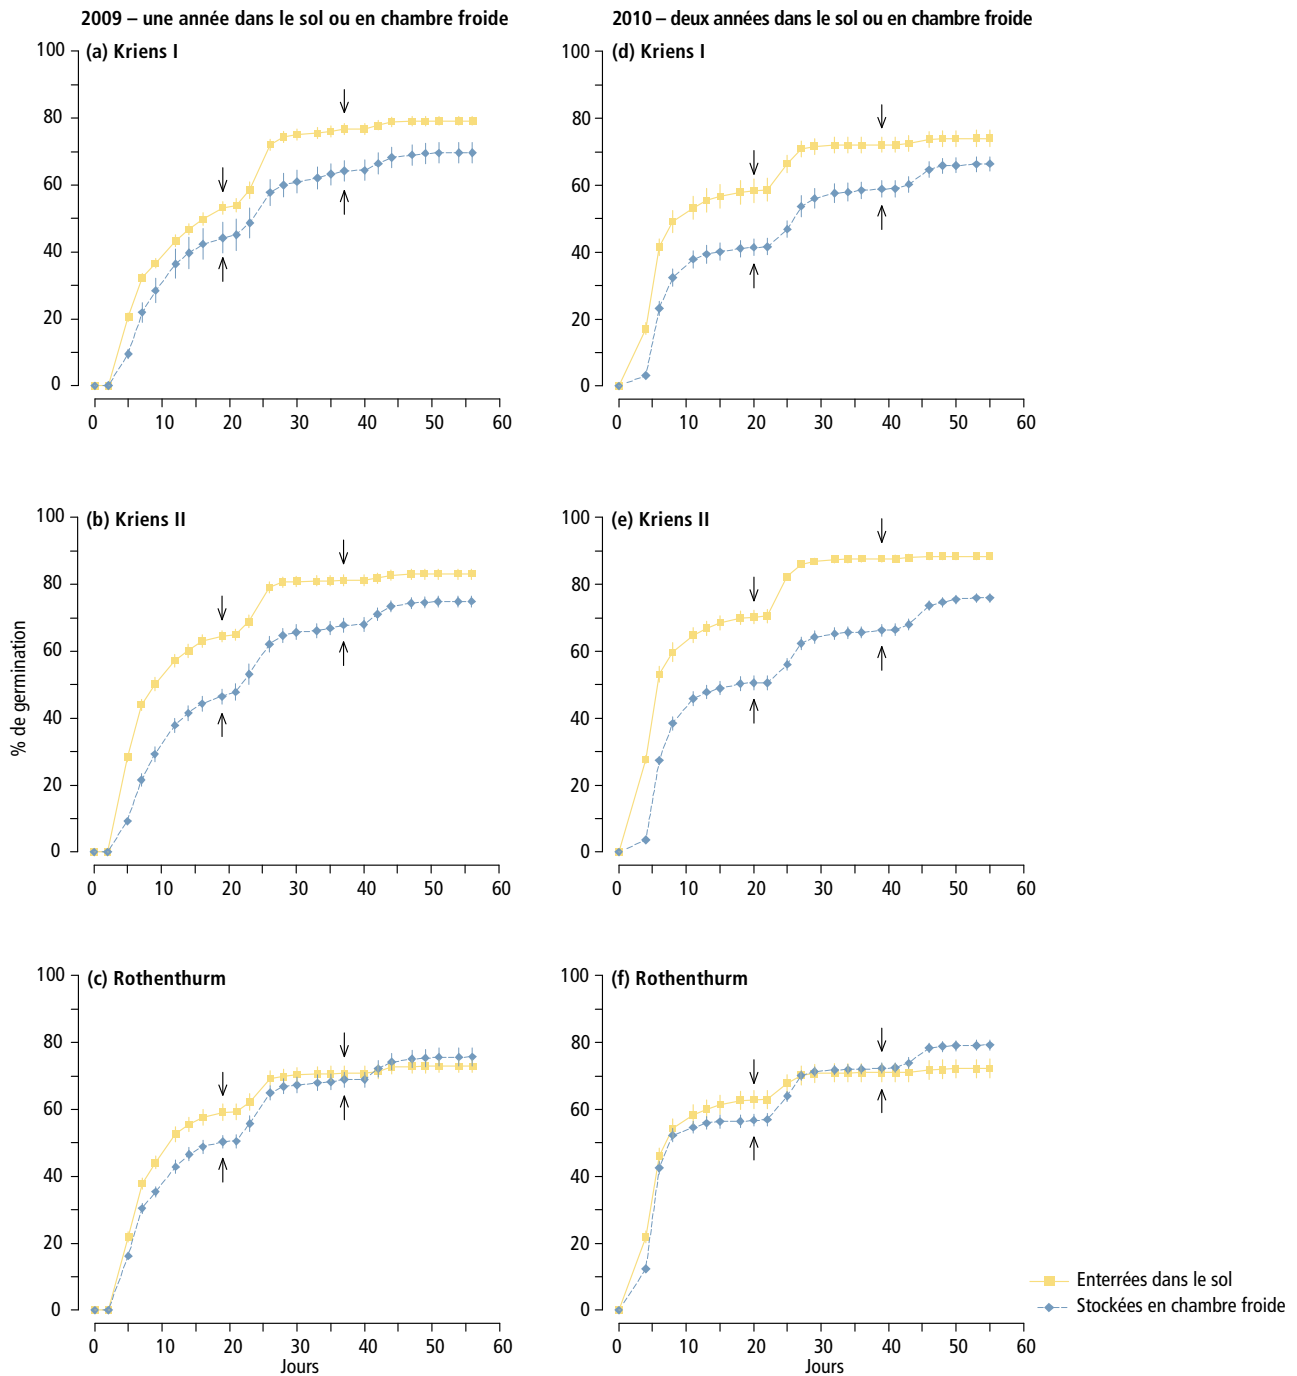 2009 – une année dans le sol ou en chambre froide
2010 – deux années dans le sol ou en chambre froide
(a) Kriens I
100
80
60
40
20
0
0 10 20 30 40 50 60
(d) Kriens I
100
80
60
40
20
0
0 10 20 30 40 50 60
% de germination
(b) Kriens II
100
80
60
40
20
0
0 10 20 30 40 50 60
(e) Kriens II
100
80
60
40
20
0
0 10 20 30 40 50 60
(c) Rothenthurm
100
80
60
40
20
0
0 10 20 30 40 50 60
Jours
(f) Rothenthurm
100
80
60
40
20
0
0 10 20 30 40 50 60
Jours
Enterrées dans le sol
Stockées en chambre froide